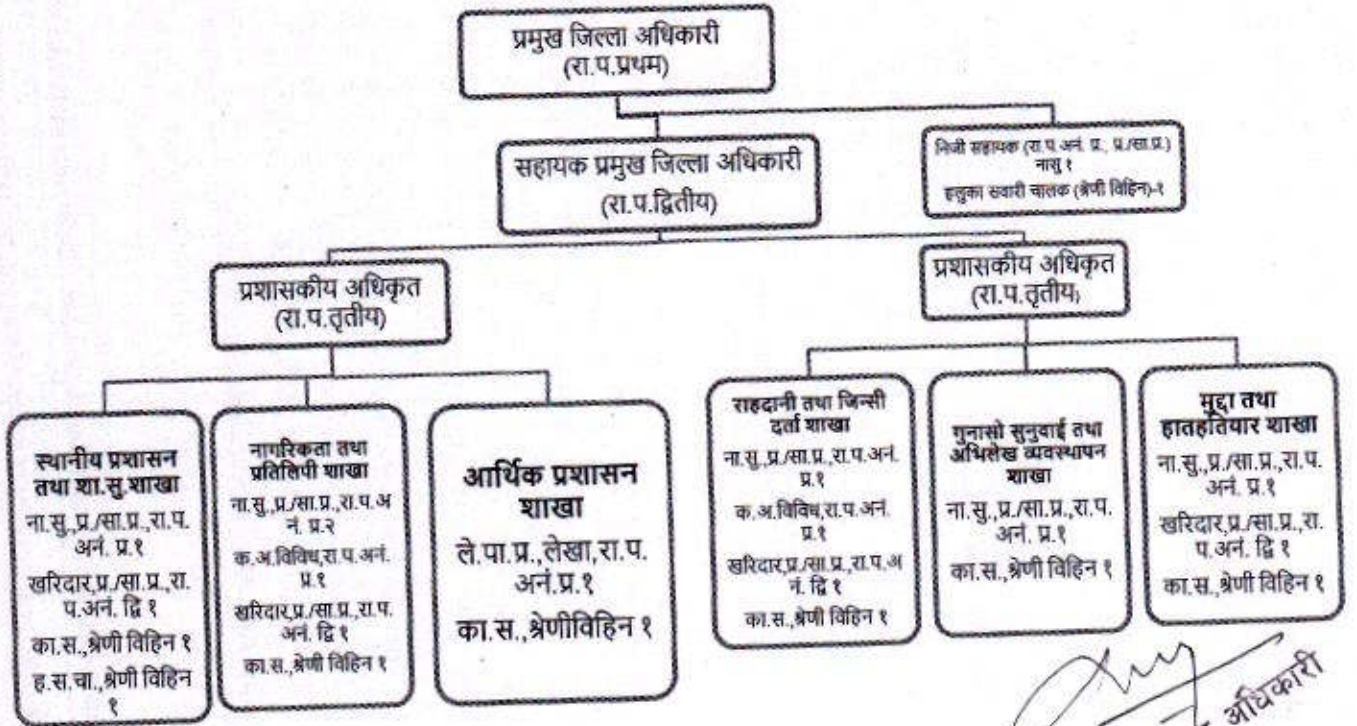 प्रमुख जिल्ला अधिकारी
(रा.प.प्रथम)
सहायक प्रमुख जिल्ला अधिकारी
(रा.प.द्वितीय)
निजी सहायक (रा.प.अनं. प्र., प्र./सा.प्र.)
नासु १
हलुका सवारी चालक (श्रेणी विहिन)-१
प्रशासकीय अधिकृत
(रा.प.तृतीय)
प्रशासकीय अधिकृत
(रा.प.तृतीय)
स्थानीय प्रशासन
तथा शा.सु.शाखा
ना.सु.,प्र./सा.प्र.,रा.प.
अनं. प्र.१
खरिदार,प्र./सा.प्र.,रा.
प.अनं. द्वि १
का.स.,श्रेणी विहिन १
ह.स.चा.,श्रेणी विहिन
१
नागरिकता तथा
प्रतिलिपी शाखा
ना.सु.,प्र./सा.प्र.,रा.प.अ
नं. प्र.२
क.अ.विविध,रा.प.अनं.
प्र.१
खरिदार,प्र./सा.प्र.,रा.प.
अनं. द्वि १
का.स.,श्रेणी विहिन १
आर्थिक प्रशासन
शाखा
ले.पा.प्र.,लेखा,रा.प.
अनं.प्र.१
का.स.,श्रेणीविहिन १
राहदानी तथा जिन्सी
दर्ता शाखा
ना.सु.,प्र./सा.प्र.,रा.प.अनं.
प्र.१
क.अ.विविध,रा.प.अनं.
प्र.१
खरिदार,प्र./सा.प्र.,रा.प.अ
नं. द्वि १
का.स.,श्रेणी विहिन १
गुनासो सुनुवाई तथा
अभिलेख व्यवस्थापन
शाखा
ना.सु.,प्र./सा.प्र.,रा.प.
अनं. प्र.१
का.स.,श्रेणी विहिन १
मुद्दा तथा
हातहतियार शाखा
ना.सु.,प्र./सा.प्र.,रा.प.
अनं. प्र.१
खरिदार,प्र./सा.प्र.,रा.
प.अनं. द्वि १
का.स.,श्रेणी विहिन १
अधिकारी